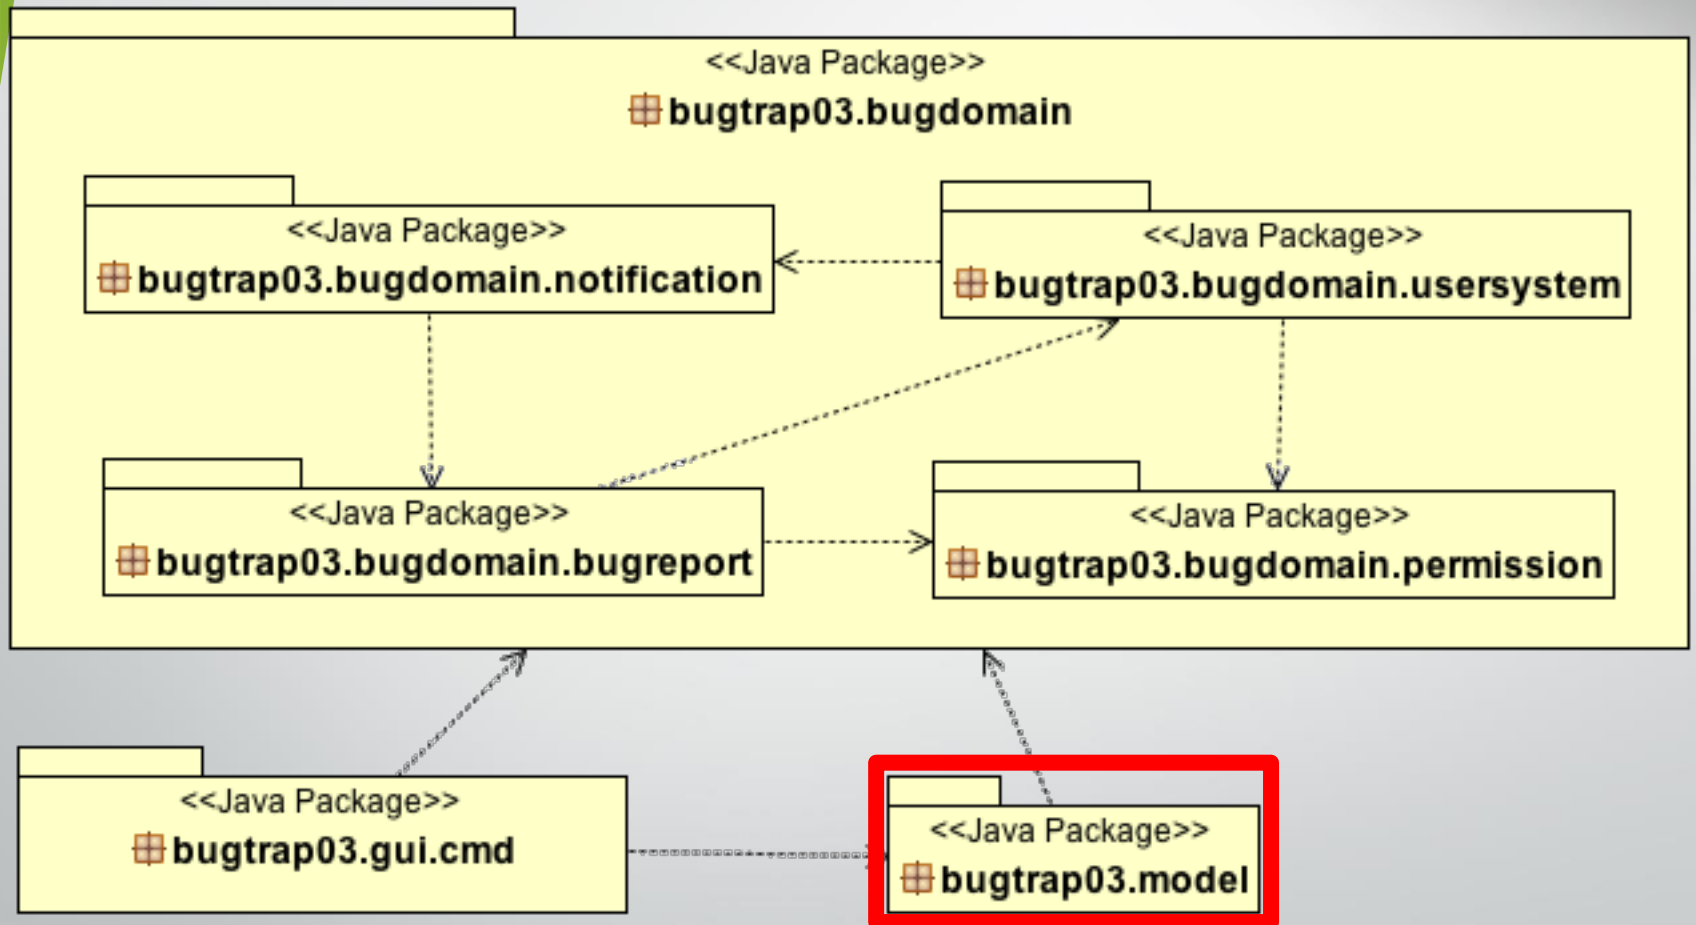 <<Java Package>>
bugtrap03.bugdomain
<<Java Package>>
bugtrap03.bugdomain.notification
<<Java Package>>
bugtrap03.bugdomain.usersystem
<<Java Package>>
bugtrap03.bugdomain.bugreport
<<Java Package>>
bugtrap03.bugdomain.permission
<<Java Package>>
bugtrap03.gui.cmd
<<Java Package>>
bugtrap03.model